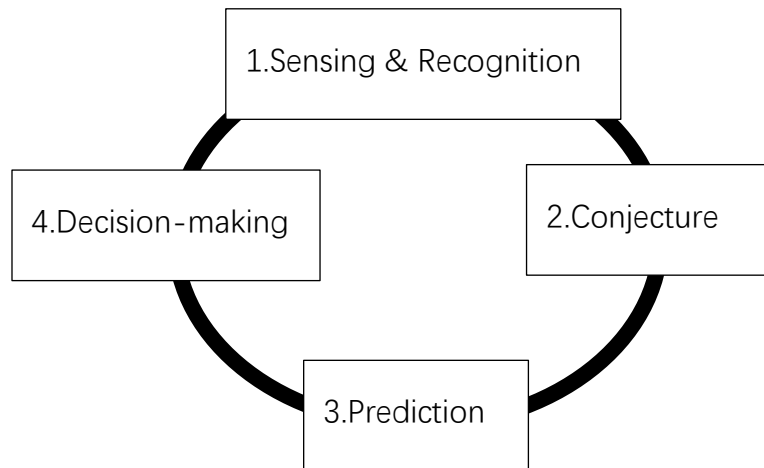 1.Sensing & Recognition
2.Conjecture
3.Prediction
4.Decision-making